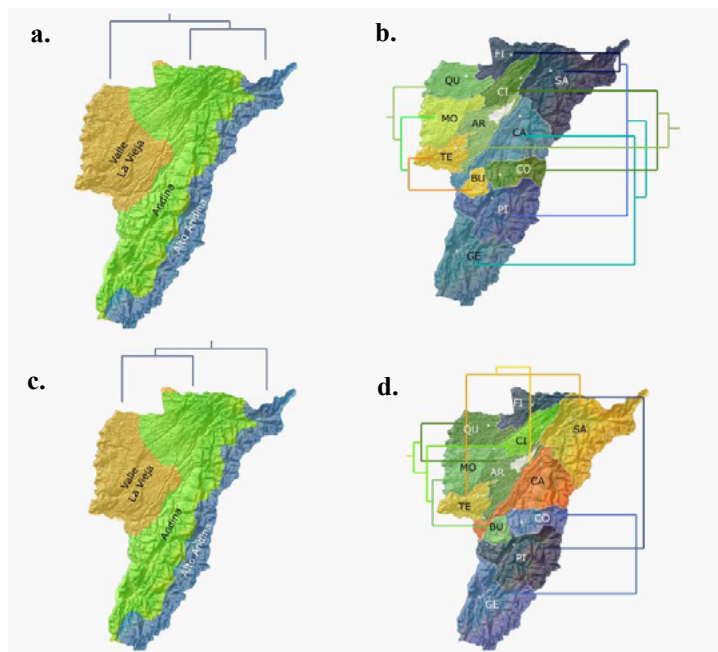 a.
Valle
La Vieja
Andina
Alto Andina
b.
FI
QU
SA
CI
MO
AR
CA
TE
BU
CO
PI
GE
c.
Valle
La Vieja
Andina
Alto Andina
d.
FI
QU
SA
CI
MO
AR
CA
TE
BU
CO
PI
GE